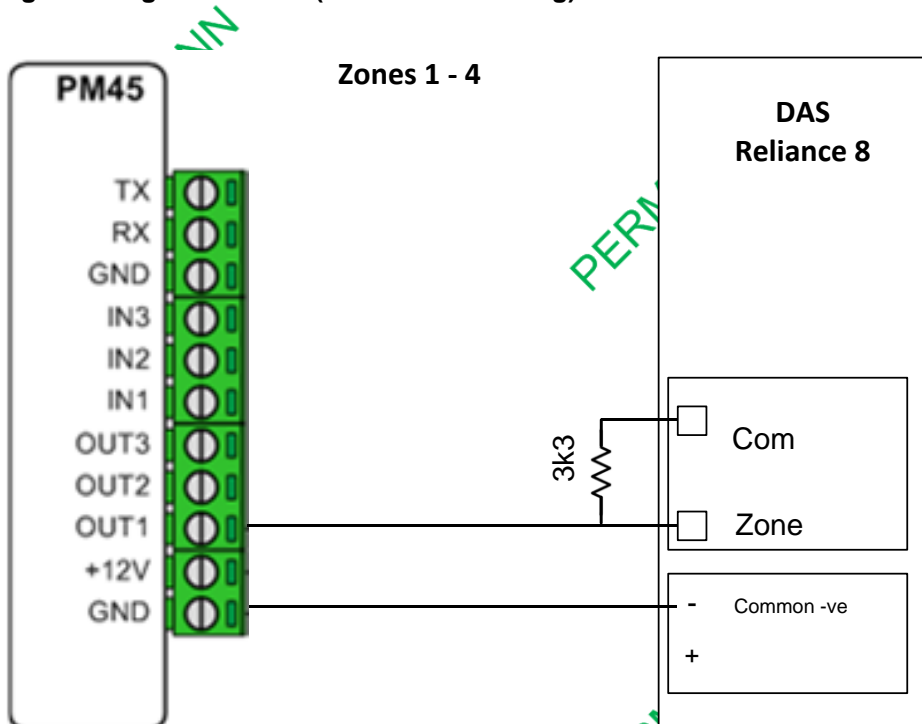 Zones 1 - 4
PM45
DAS
Reliance 8
TX
RX
GND
IN3
IN2
IN1
OUT3
OUT2
OUT1
+12V
GND
3k3
Com
Zone
- Common -ve
+